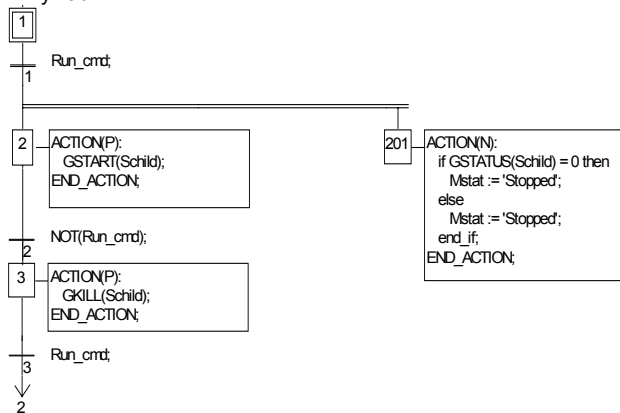 1
Run_cmd;
1
2
ACTION(P):
GSTART(Schild);
END_ACTION;
201
ACTION(N):
if GSTATUS(Schild) = 0 then
Mstat := 'Stopped';
else
Mstat := 'Stopped';
end_if;
END_ACTION;
NOT(Run_cmd);
2
3
ACTION(P):
GKILL(Schild);
END_ACTION;
Run_cmd;
3
2